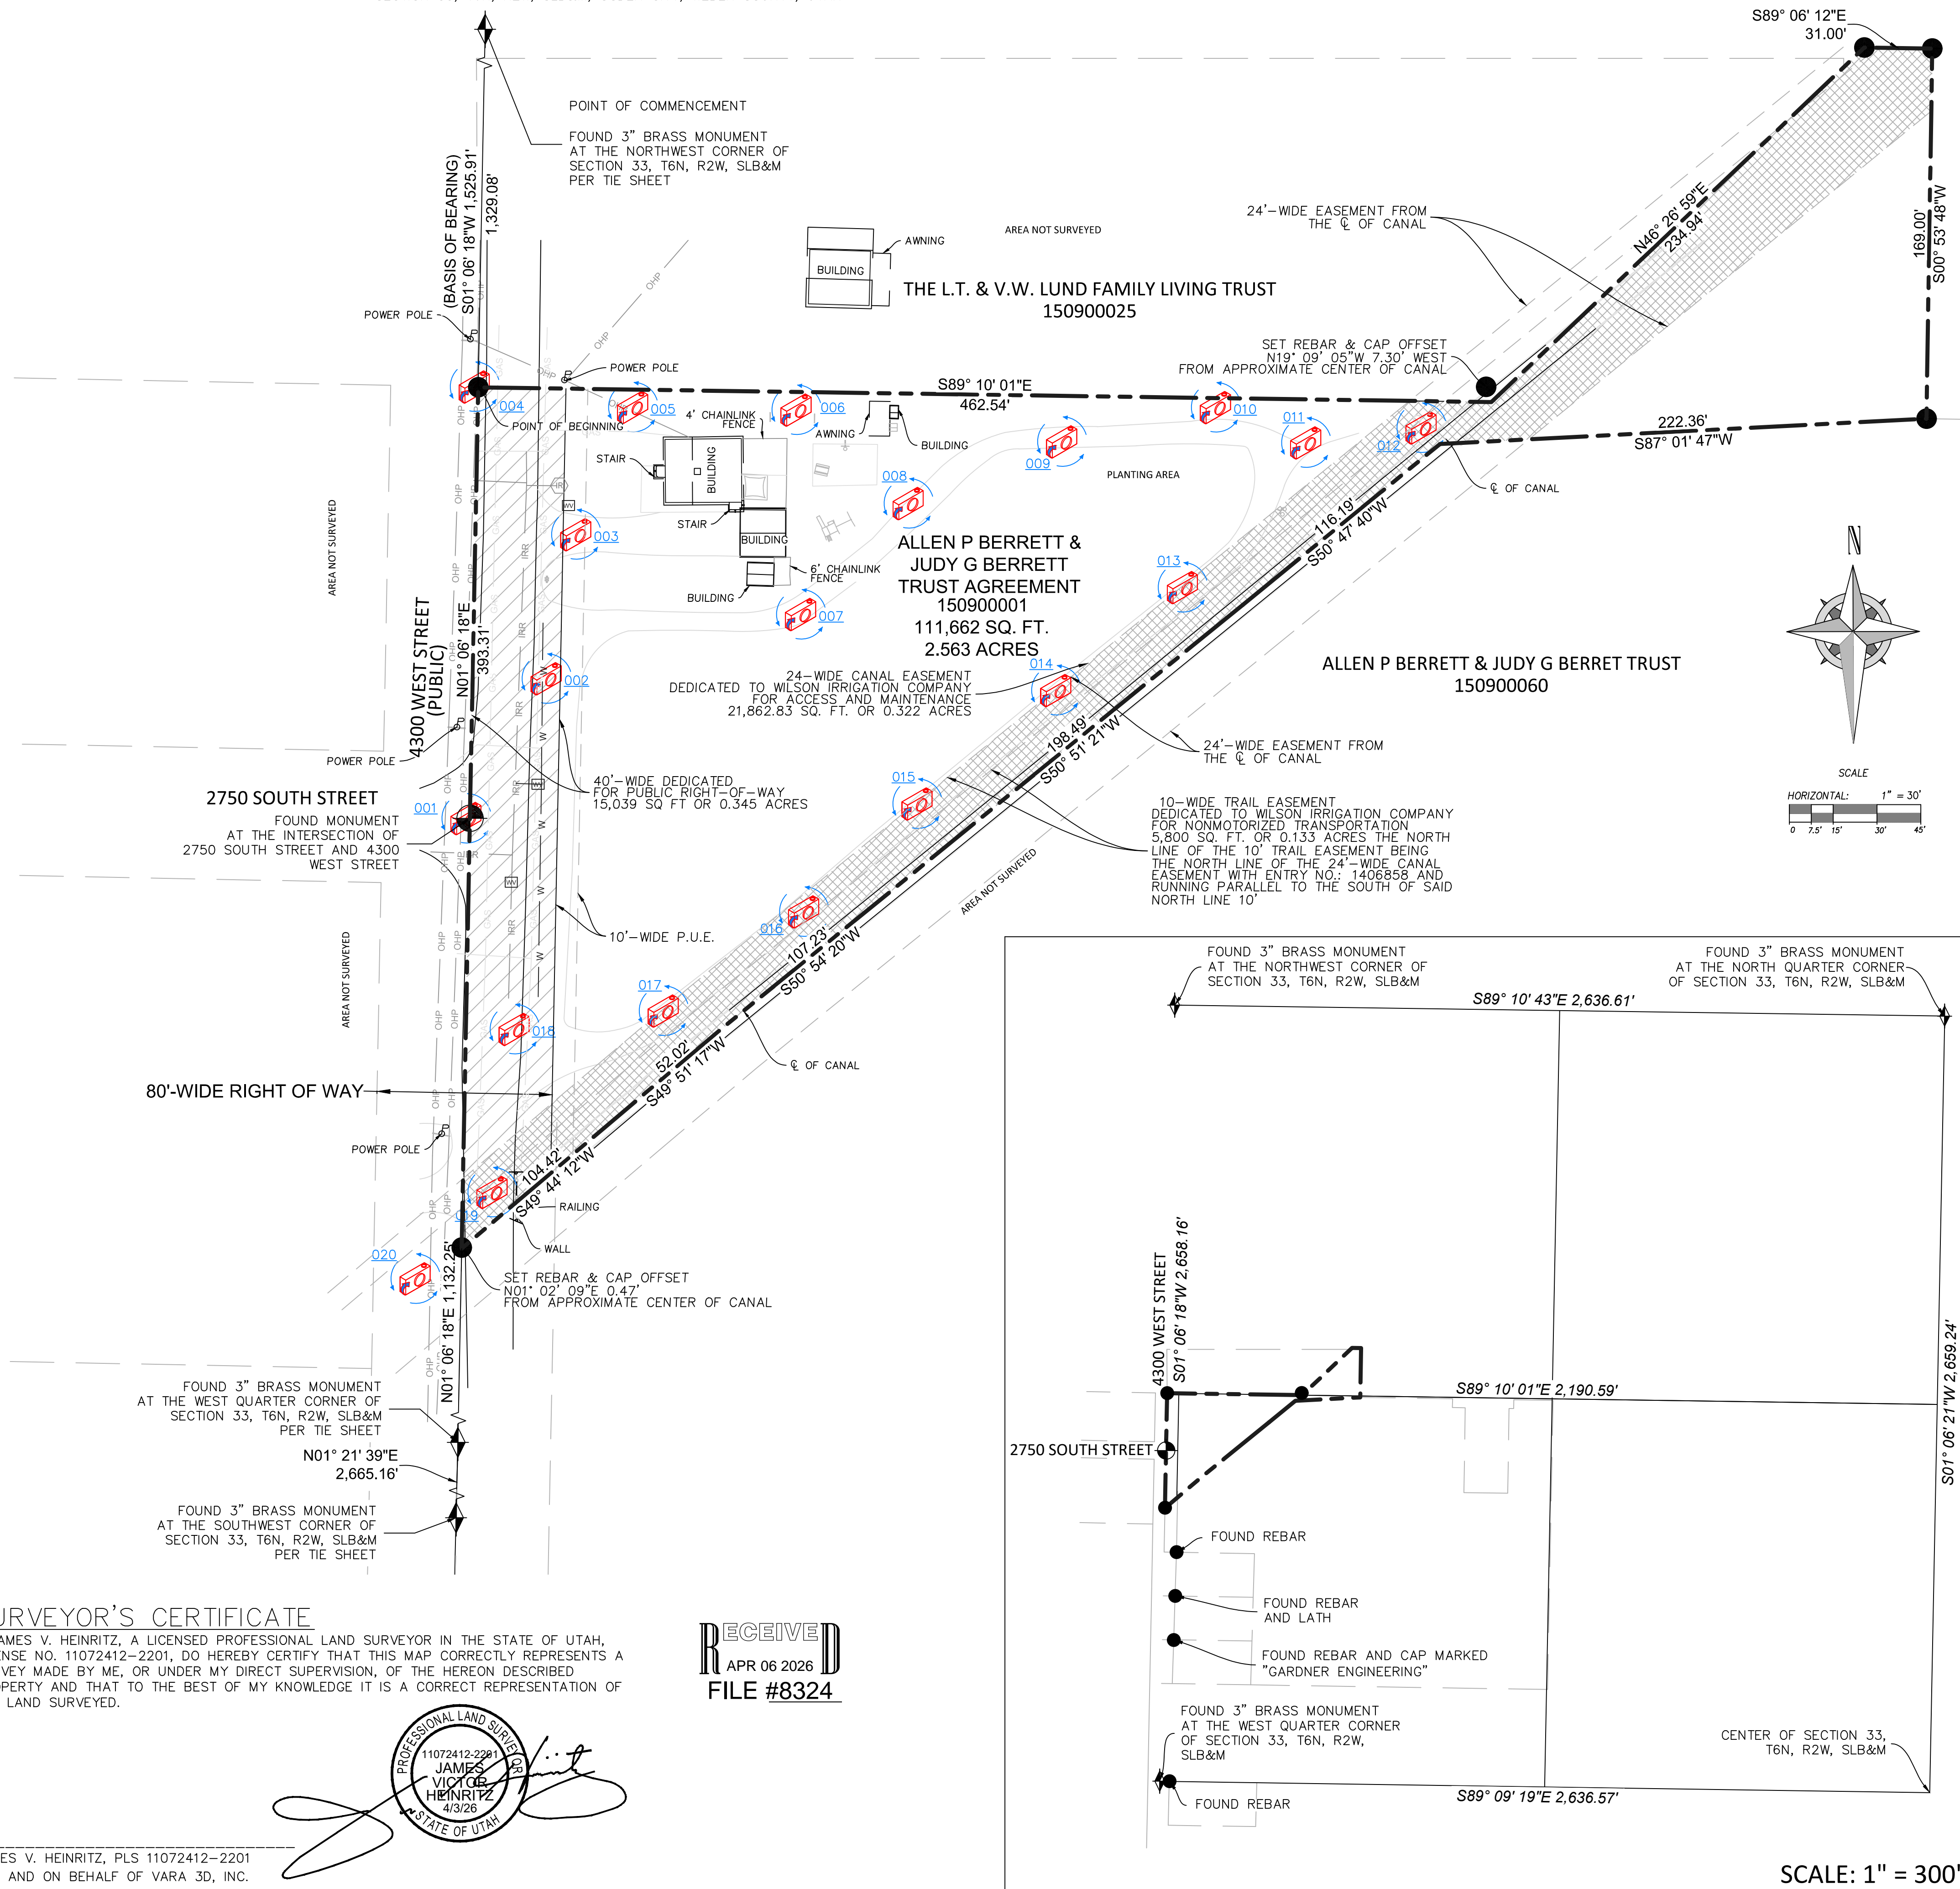 S89° 06' 12"E
31.00'
POINT OF COMMENCEMENT
FOUND 3" BRASS MONUMENT
AT THE NORTHWEST CORNER OF
SECTION 33, T6N, R2W, SLB&M
PER TIE SHEET
(BASIS OF BEARING)
S01° 06' 18"W 1,525.91'
1,329.08'
AREA NOT SURVEYED
AWNING
BUILDING
THE L.T. & V.W. LUND FAMILY LIVING TRUST
150900025
24'-WIDE EASEMENT FROM
THE ℄ OF CANAL
N46° 26' 59"E
234.94'
169.00'
S00° 53' 48"W
POWER POLE
OHP
OHP
OHP
POWER POLE
SET REBAR & CAP OFFSET
N19° 09' 05"W 7.30' WEST
FROM APPROXIMATE CENTER OF CANAL
S89° 10' 01"E
462.54'
004
005
006
010
POINT OF BEGINNING
4' CHAINLINK
FENCE
AWNING
BUILDING
011
012
222.36'
S87° 01' 47"W
STAIR
BUILDING
009
PLANTING AREA
008
℄ OF CANAL
AREA NOT SURVEYED
STAIR
BUILDING
003
6' CHAINLINK
FENCE
BUILDING
007
ALLEN P BERRETT &
JUDY G BERRETT
TRUST AGREEMENT
150900001
111,662 SQ. FT.
2.563 ACRES
116.19'
S50° 47' 40"W
013
N
4300 WEST STREET
(PUBLIC)
N01° 06' 18"E
393.31'
002
24-WIDE CANAL EASEMENT
DEDICATED TO WILSON IRRIGATION COMPANY
FOR ACCESS AND MAINTENANCE
21,862.83 SQ. FT. OR 0.322 ACRES
014
ALLEN P BERRETT & JUDY G BERRET TRUST
150900060
198.49'
S50° 51' 21"W
24'-WIDE EASEMENT FROM
THE ℄ OF CANAL
POWER POLE
SCALE
HORIZONTAL: 1" = 30'
0 7.5' 15' 30' 45'
2750 SOUTH STREET
001
FOUND MONUMENT
AT THE INTERSECTION OF
2750 SOUTH STREET AND 4300
WEST STREET
40'-WIDE DEDICATED
FOR PUBLIC RIGHT-OF-WAY
15,039 SQ FT OR 0.345 ACRES
015
10-WIDE TRAIL EASEMENT
DEDICATED TO WILSON IRRIGATION COMPANY
FOR NONMOTORIZED TRANSPORTATION
5,800 SQ. FT. OR 0.133 ACRES THE NORTH
LINE OF THE 10' TRAIL EASEMENT BEING
THE NORTH LINE OF THE 24'-WIDE CANAL
EASEMENT WITH ENTRY NO.: 1406858 AND
RUNNING PARALLEL TO THE SOUTH OF SAID
NORTH LINE 10'
AREA NOT SURVEYED
AREA NOT SURVEYED
016
10'-WIDE P.U.E.
107.23'
S50° 54' 20"W
017
018
52.02'
S49° 51' 17"W
℄ OF CANAL
80'-WIDE RIGHT OF WAY
POWER POLE
104.42'
S49° 44' 12"W
RAILING
019
WALL
020
SET REBAR & CAP OFFSET
N01° 02' 09"E 0.47'
FROM APPROXIMATE CENTER OF CANAL
N01° 06' 18"E 1,132.25'
FOUND 3" BRASS MONUMENT
AT THE WEST QUARTER CORNER OF
SECTION 33, T6N, R2W, SLB&M
PER TIE SHEET
N01° 21' 39"E
2,665.16'
FOUND 3" BRASS MONUMENT
AT THE SOUTHWEST CORNER OF
SECTION 33, T6N, R2W, SLB&M
PER TIE SHEET
FOUND 3" BRASS MONUMENT
AT THE NORTHWEST CORNER OF
SECTION 33, T6N, R2W, SLB&M
FOUND 3" BRASS MONUMENT
AT THE NORTH QUARTER CORNER
OF SECTION 33, T6N, R2W, SLB&M
S89° 10' 43"E 2,636.61'
4300 WEST STREET
S01° 06' 18"W 2,658.16'
S01° 06' 21"W 2,659.24'
S89° 10' 01"E 2,190.59'
2750 SOUTH STREET
FOUND REBAR
FOUND REBAR
AND LATH
FOUND REBAR AND CAP MARKED
"GARDNER ENGINEERING"
FOUND 3" BRASS MONUMENT
AT THE WEST QUARTER CORNER
OF SECTION 33, T6N, R2W,
SLB&M
CENTER OF SECTION 33,
T6N, R2W, SLB&M
S89° 09' 19"E 2,636.57'
FOUND REBAR
SCALE: 1" = 300'
URVEYOR'S CERTIFICATE
AMES V. HEINRITZ, A LICENSED PROFESSIONAL LAND SURVEYOR IN THE STATE OF UTAH,
ENSE NO. 11072412-2201, DO HEREBY CERTIFY THAT THIS MAP CORRECTLY REPRESENTS A
VEY MADE BY ME, OR UNDER MY DIRECT SUPERVISION, OF THE HEREON DESCRIBED
PERTY AND THAT TO THE BEST OF MY KNOWLEDGE IT IS A CORRECT REPRESENTATION OF
LAND SURVEYED.
RECEIVED
APR 06 2026
FILE #8324
PROFESSIONAL LAND SURVEYOR
11072412-2201
JAMES
VICTOR
HEINRITZ
4/3/26
STATE OF UTAH
ES V. HEINRITZ, PLS 11072412-2201
AND ON BEHALF OF VARA 3D, INC.